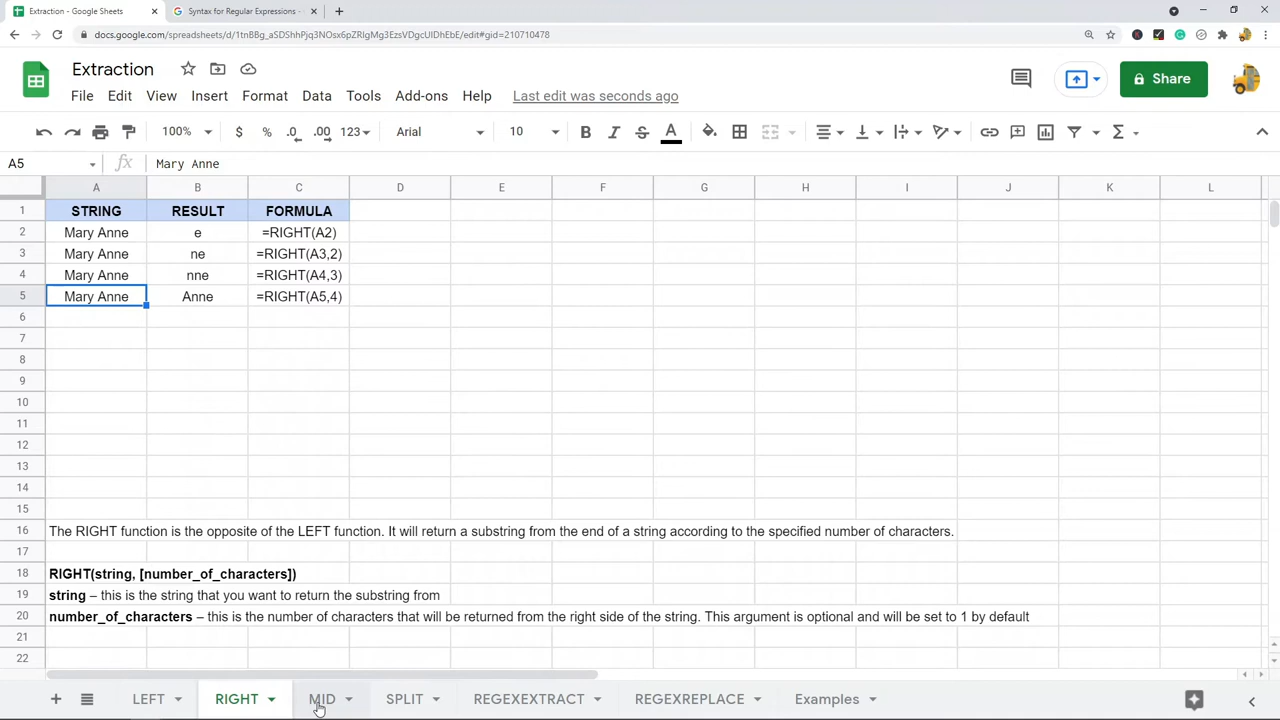 Extraction - Google Sheets
Syntax for Regular Expressions -
docs.google.com/spreadsheets/d/1tnBBg_aSDShhPjq3NOsx6pZRlgMg3EzsVDgcUIDhEbE/edit#gid=210710478
Extraction
Share
File Edit View Insert Format Data Tools Add-ons Help Last edit was seconds ago
100% $ % .0 .00 123 Arial 10 B I S A Σ
A5 fx Mary Anne
A B C D E F G H I J K L
1 STRING RESULT FORMULA
2 Mary Anne e =RIGHT(A2)
3 Mary Anne ne =RIGHT(A3,2)
4 Mary Anne nne =RIGHT(A4,3)
5 Mary Anne Anne =RIGHT(A5,4)
6
7
8
9
10
11
12
13
14
15
16 The RIGHT function is the opposite of the LEFT function. It will return a substring from the end of a string according to the specified number of characters.
17
18 RIGHT(string, [number_of_characters])
19 string – this is the string that you want to return the substring from
20 number_of_characters – this is the number of characters that will be returned from the right side of the string. This argument is optional and will be set to 1 by default
21
22
LEFT RIGHT MID SPLIT REGEXEXTRACT REGEXREPLACE Examples